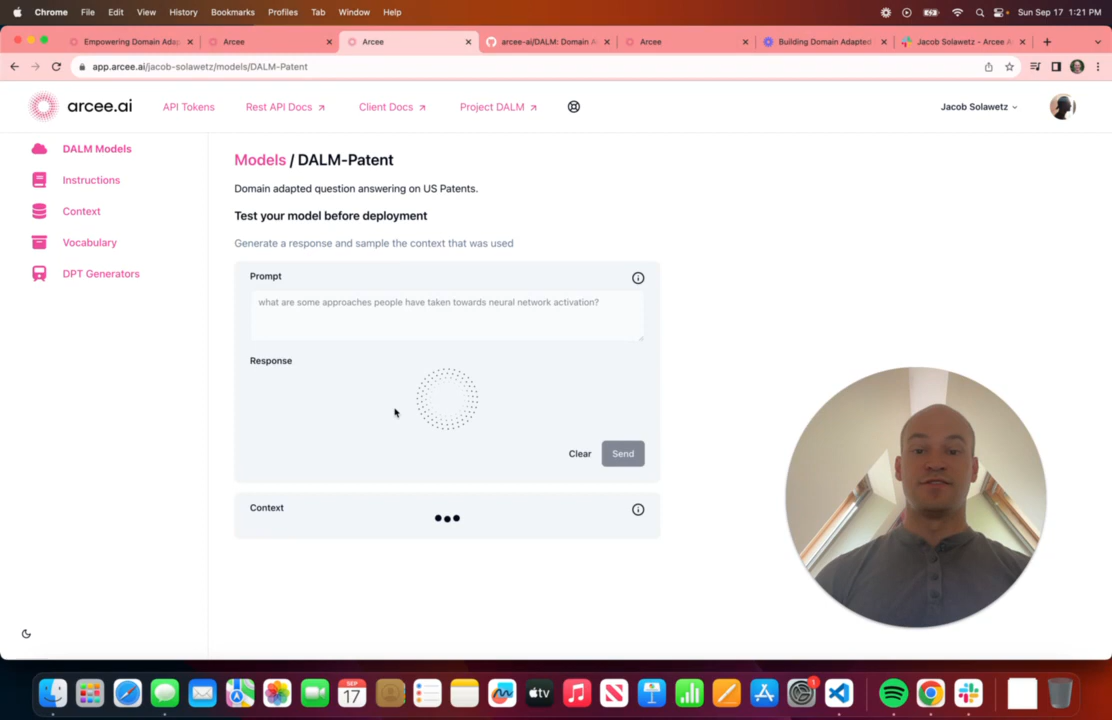 Chrome File Edit View History Bookmarks Profiles Tab Window Help Sun Sep 17 1:21 PM
Empowering Domain Ada Arcee Arcee arcee-ai/DALM: Domain A Arcee Building Domain Adapted Jacob Solawetz - Arcee A
app.arcee.ai/jacob-solawetz/models/DALM-Patent
arcee.ai API Tokens Rest API Docs Client Docs Project DALM Jacob Solawetz
DALM Models
Instructions
Context
Vocabulary
DPT Generators
Models / DALM-Patent
Domain adapted question answering on US Patents.
Test your model before deployment
Generate a response and sample the context that was used
Prompt
what are some approaches people have taken towards neural network activation?
Response
Clear Send
Context
SEP
17
tv
1